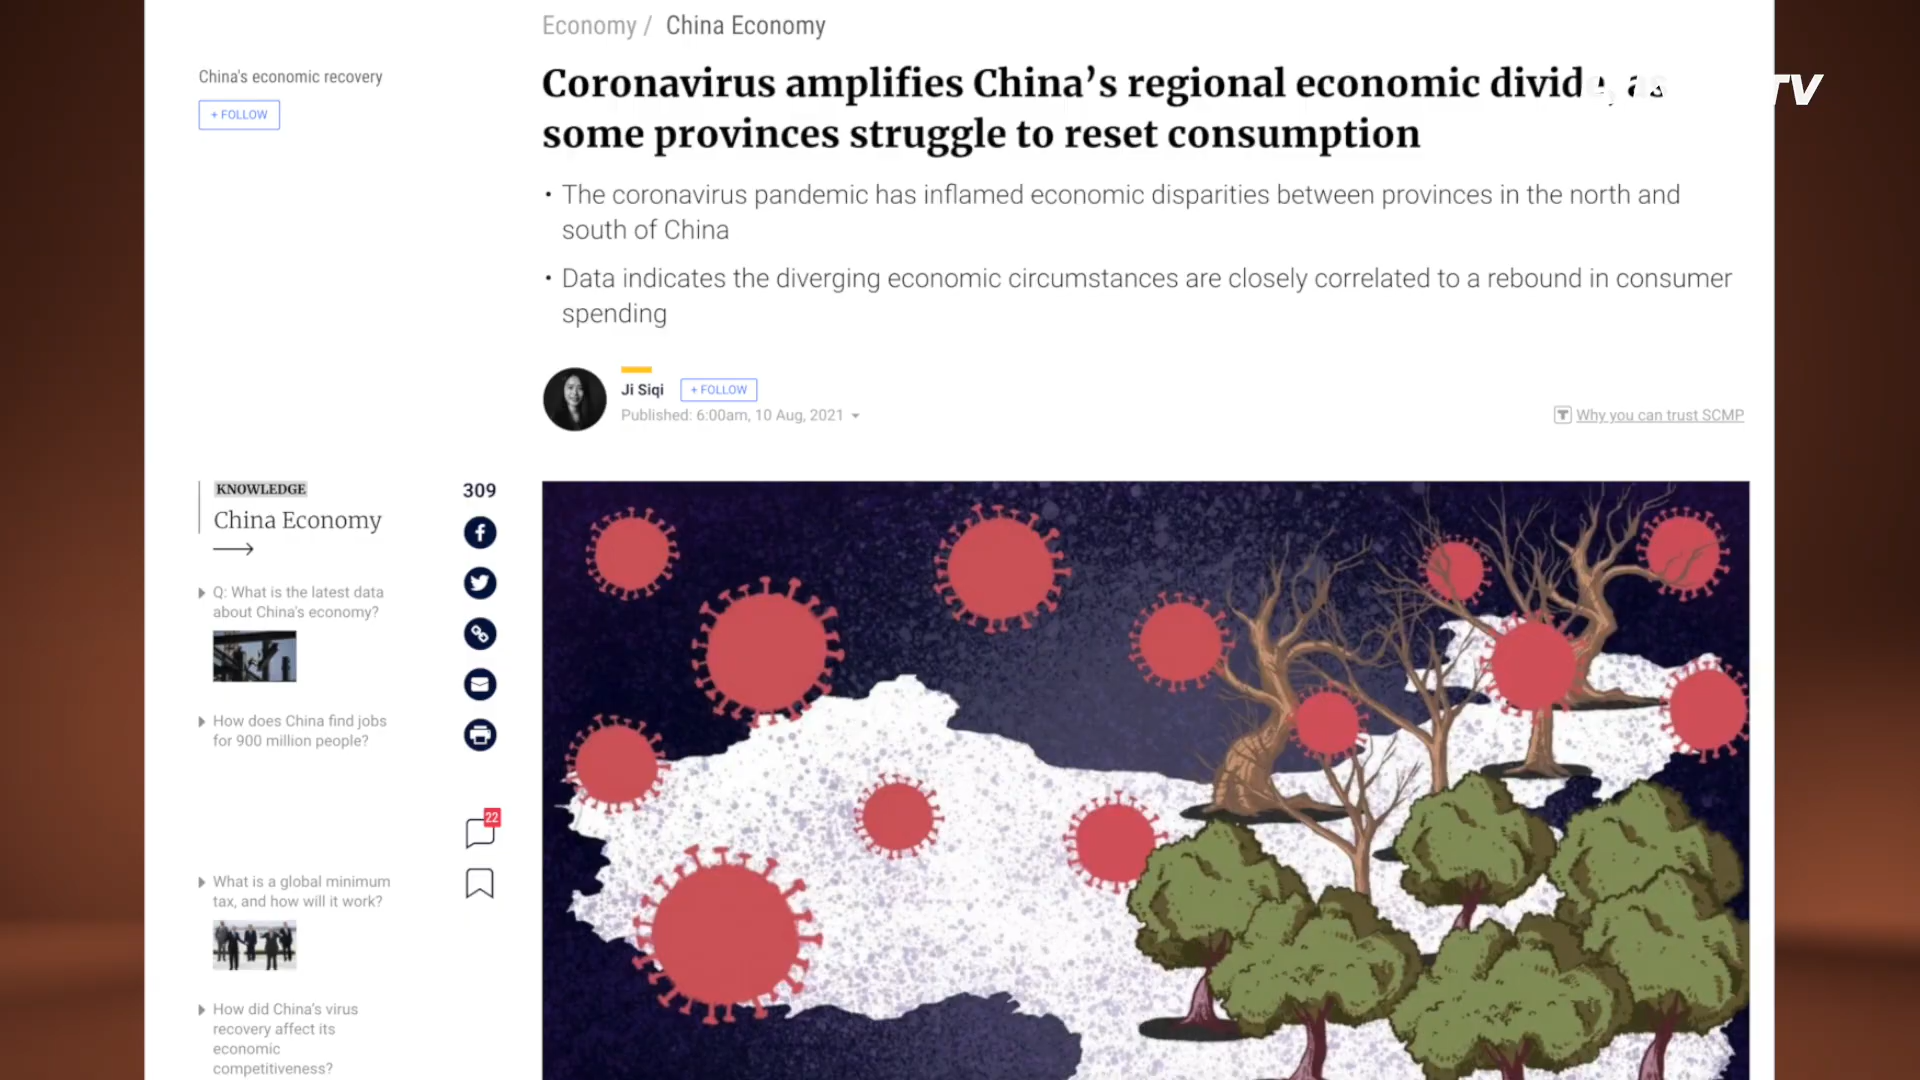 Economy / China Economy
China's economic recovery
+ FOLLOW
Coronavirus amplifies China’s regional economic divide, as
some provinces struggle to reset consumption
• The coronavirus pandemic has inflamed economic disparities between provinces in the north and
south of China
• Data indicates the diverging economic circumstances are closely correlated to a rebound in consumer
spending
Ji Siqi
+ FOLLOW
Published: 6:00am, 10 Aug, 2021
Why you can trust SCMP
KNOWLEDGE
China Economy
Q: What is the latest data
about China's economy?
How does China find jobs
for 900 million people?
What is a global minimum
tax, and how will it work?
How did China's virus
recovery affect its
economic
competitiveness?
309
22
TV